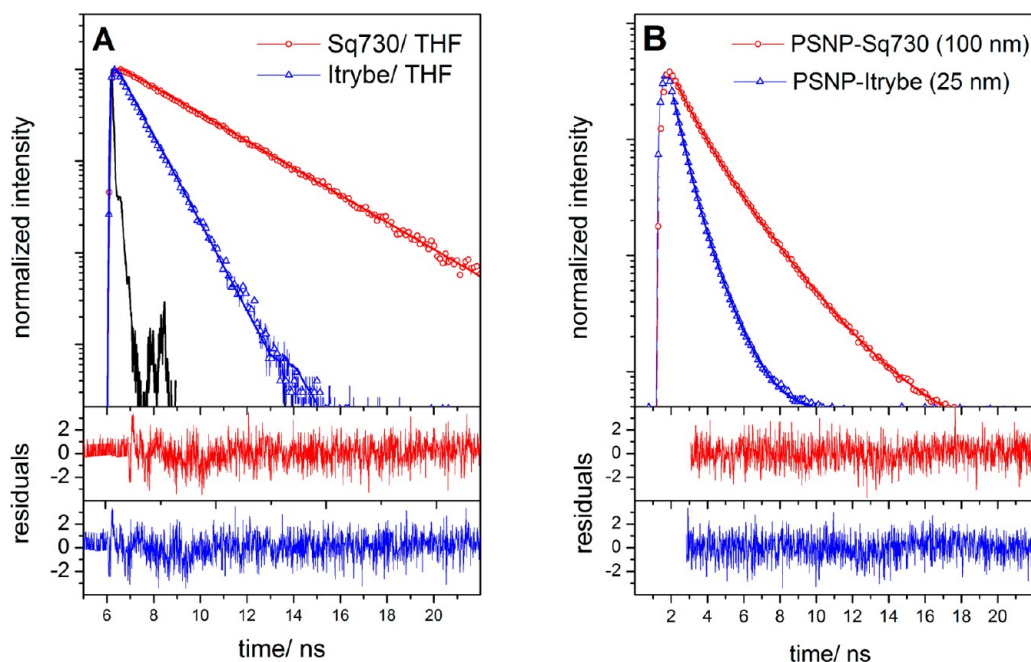 A
Sq730/ THF
Itrybe/ THF
normalized intensity
residuals
2
0
-2
residuals
2
0
-2
6 8 10 12 14 16 18 20
time/ ns
B
PSNP-Sq730 (100 nm)
PSNP-Itrybe (25 nm)
normalized intensity
residuals
2
0
-2
residuals
2
0
-2
2 4 6 8 10 12 14 16 18 20
time/ ns